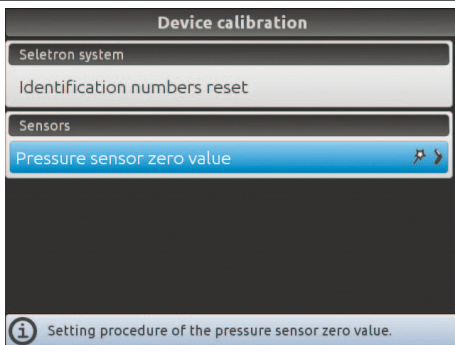 Device calibration
Seletron system
Identification numbers reset
Sensors
Pressure sensor zero value
Setting procedure of the pressure sensor zero value.